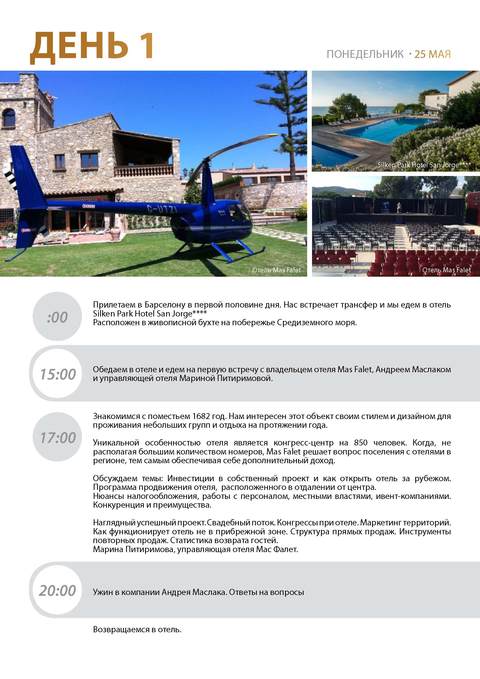 ДЕНЬ 1
ПОНЕДЕЛЬНИК · 25 МАЯ
G-UTZI
Silken Park Hotel San Jorge****
Отель Mas Falet
Отель Mas Falet
:00
Прилетаем в Барселону в первой половине дня. Нас встречает трансфер и мы едем в отель
Silken Park Hotel San Jorge****
Расположен в живописной бухте на побережье Средиземного моря.
15:00
Обедаем в отеле и едем на первую встречу с владельцем отеля Mas Falet, Андреем Маслаком
и управляющей отеля Мариной Питиримовой.
17:00
Знакомимся с поместьем 1682 год. Нам интересен этот объект своим стилем и дизайном для
проживания небольших групп и отдыха на протяжении года.
Уникальной особенностью отеля является конгресс-центр на 850 человек. Когда, не
располагая большим количеством номеров, Mas Falet решает вопрос поселения с отелями в
регионе, тем самым обеспечивая себе дополнительный доход.
Обсуждаем темы: Инвестиции в собственный проект и как открыть отель за рубежом.
Программа продвижения отеля, расположенного в отдалении от центра.
Нюансы налогообложения, работы с персоналом, местными властями, ивент-компаниями.
Конкуренция и преимущества.
Наглядный успешный проект. Свадебный поток. Конгрессы при отеле. Маркетинг территорий.
Как функционирует отель не в прибрежной зоне. Структура прямых продаж. Инструменты
повторных продаж. Статистика возврата гостей.
Марина Питиримова, управляющая отеля Мас Фалет.
20:00
Ужин в компании Андрея Маслака. Ответы на вопросы
Возвращаемся в отель.